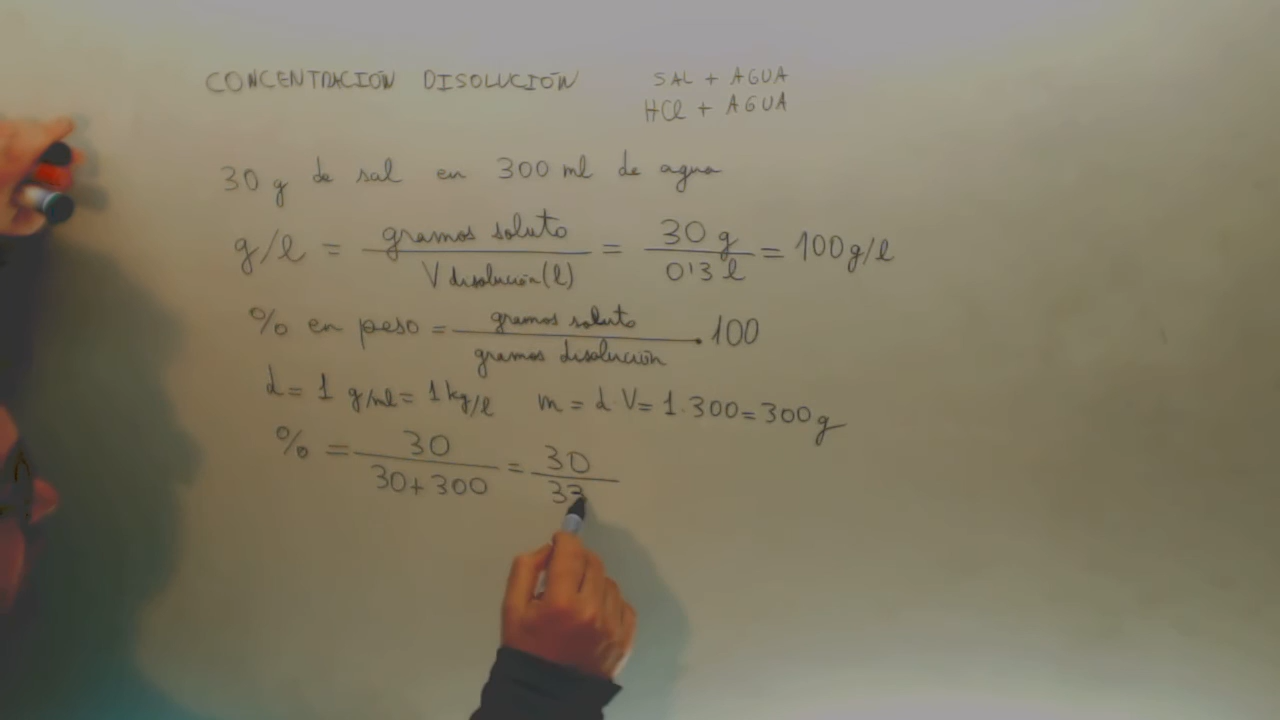 CONCENTRACIÓN DISOLUCIÓN
SAL + AGUA
HCl + AGUA
30 g de sal en 300 ml de agua
g/l = gramos soluto / V disolución (l) = 30 g / 0'3 l = 100 g/l
% en peso = gramos soluto / gramos disolución . 100
d = 1 g/ml = 1 kg/l m = d V = 1 . 300 = 300 g
% = 30 / 30 + 300 = 30 / 33